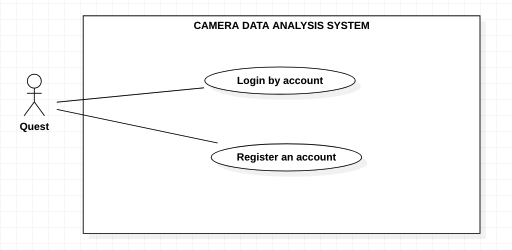 CAMERA DATA ANALYSIS SYSTEM
Login by account
Quest
Register an account